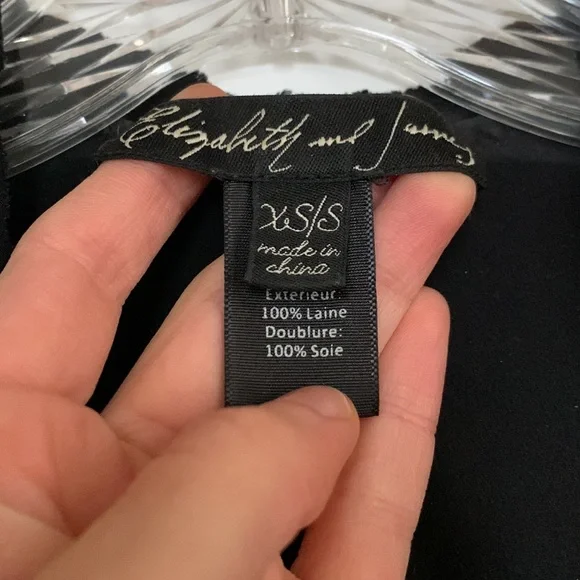 Elizabeth and James
XS/S
made in
china
Exterieur:
100% Laine
Doublure:
100% Soie